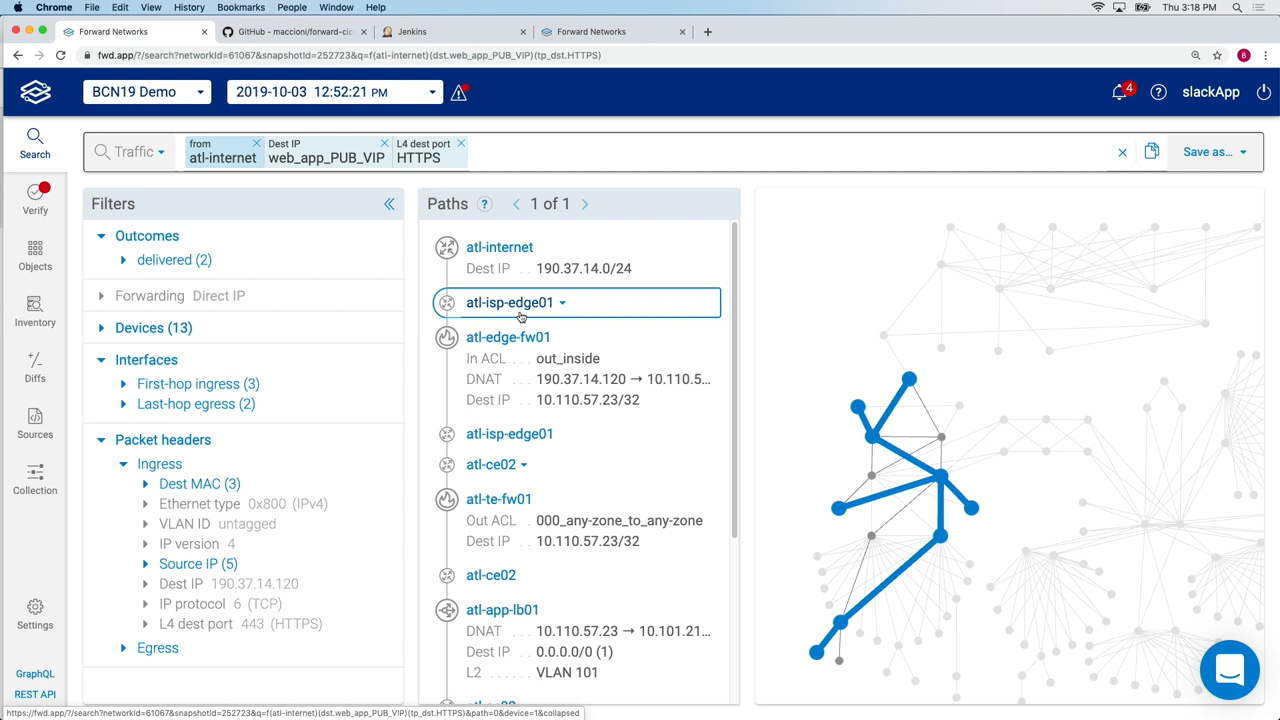 Chrome File Edit View History Bookmarks People Window Help Thu 3:18 PM
Forward Networks GitHub - maccioni/forward-cic Jenkins Forward Networks
fwd.app/?/search?networkId=61067&snapshotId=252723&q=f(atl-internet)(dst.web_app_PUB_VIP)(tp_dst.HTTPS) B
BCN19 Demo 2019-10-03 12:52:21 PM 4 slackApp
Search
Verify
Objects
Inventory
Diffs
Sources
Collection
Settings
GraphQL
REST API
Traffic
from
atl-internet
Dest IP
web_app_PUB_VIP
L4 dest port
HTTPS
Save as...
Filters
Outcomes
delivered (2)
Forwarding Direct IP
Devices (13)
Interfaces
First-hop ingress (3)
Last-hop egress (2)
Packet headers
Ingress
Dest MAC (3)
Ethernet type 0x800 (IPv4)
VLAN ID untagged
IP version 4
Source IP (5)
Dest IP 190.37.14.120
IP protocol 6 (TCP)
L4 dest port 443 (HTTPS)
Egress
Paths ? 1 of 1
atl-internet
Dest IP .. 190.37.14.0/24
atl-isp-edge01
atl-edge-fw01
In ACL ... out_inside
DNAT ... 190.37.14.120 → 10.110.5...
Dest IP .. 10.110.57.23/32
atl-isp-edge01
atl-ce02
atl-te-fw01
Out ACL .. 000_any-zone_to_any-zone
Dest IP .. 10.110.57.23/32
atl-ce02
atl-app-lb01
DNAT ... 10.110.57.23 → 10.101.21...
Dest IP .. 0.0.0.0/0 (1)
L2 ..... VLAN 101
https://fwd.app/?/search?networkId=61067&snapshotId=252723&q=f(atl-internet)(dst.web_app_PUB_VIP)(tp_dst.HTTPS)&path=0&device=1&collapsed